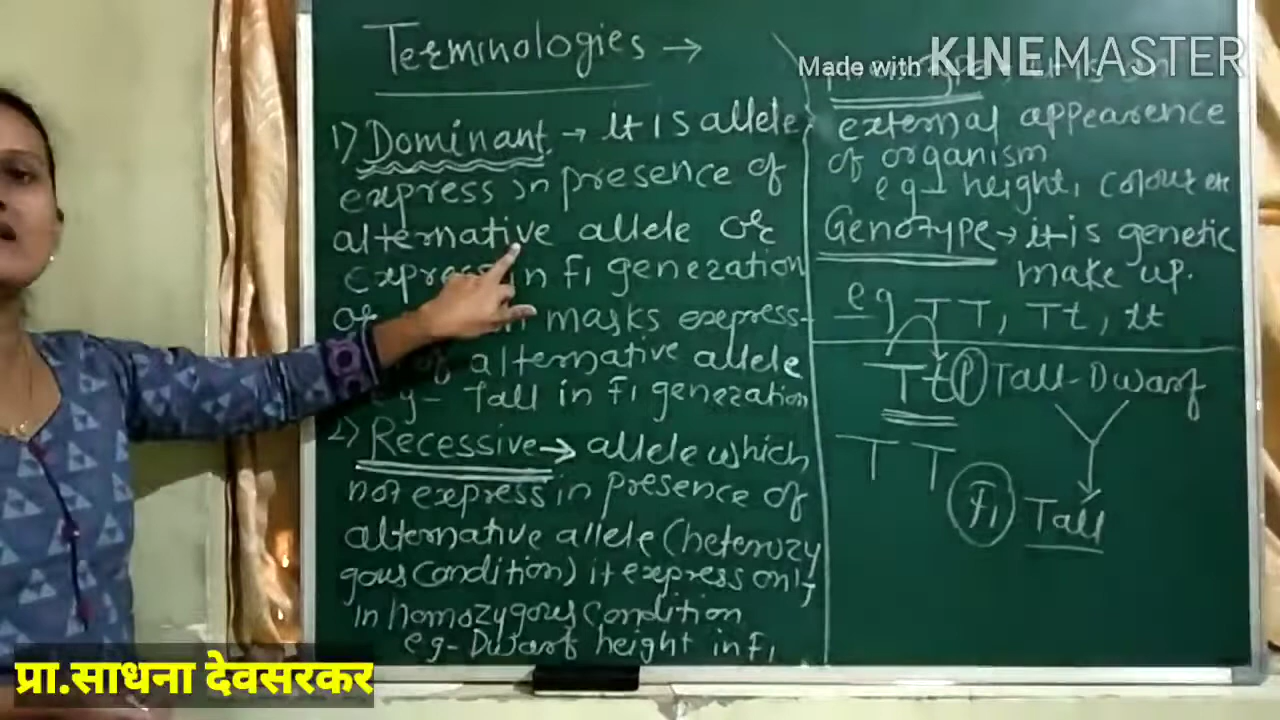 Terminologies →
1) Dominant → It is allele
express in presence of
alternative allele or
express in F1 generation
of masks exepress-
of alternative allele
eg- Tall in F1 generation
2) Recessive → allele which
not express in presence of
alternative allele (heterozy
gous condition) it express only
in homozygous condition
eg- Dwarf height in F1
Made with KINEMASTER
external appearence
of organism
eg → height, colour etc
Genotype → it is genetic
make up.
eg TT, Tt, tt
Tt (P) Tall-Dwarf
TT
F1 Tall
प्रा.साधना देवसरकर